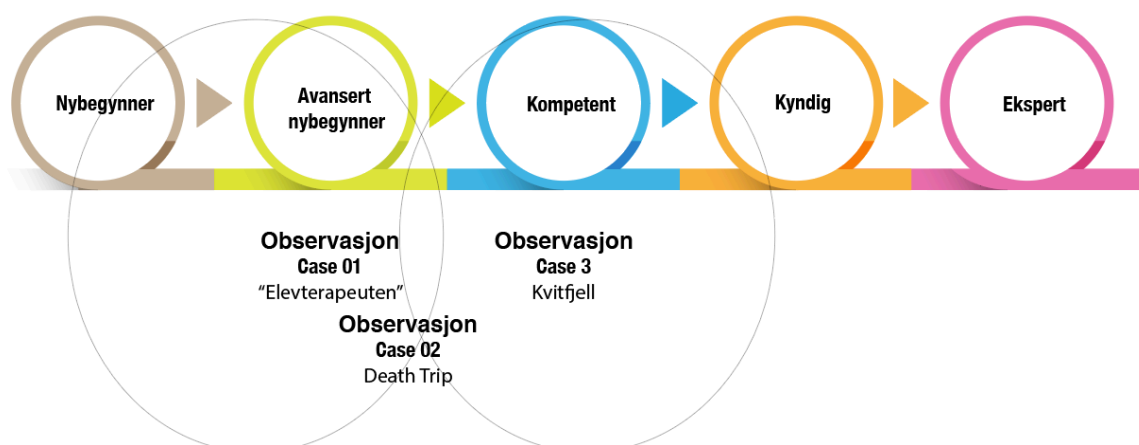 Nybegynner
Avansert
nybegynner
Kompetent
Kyndig
Ekspert
Observasjon
Case 01
“Elevterapeuten”
Observasjon
Case 02
Death Trip
Observasjon
Case 3
Kvitfjell